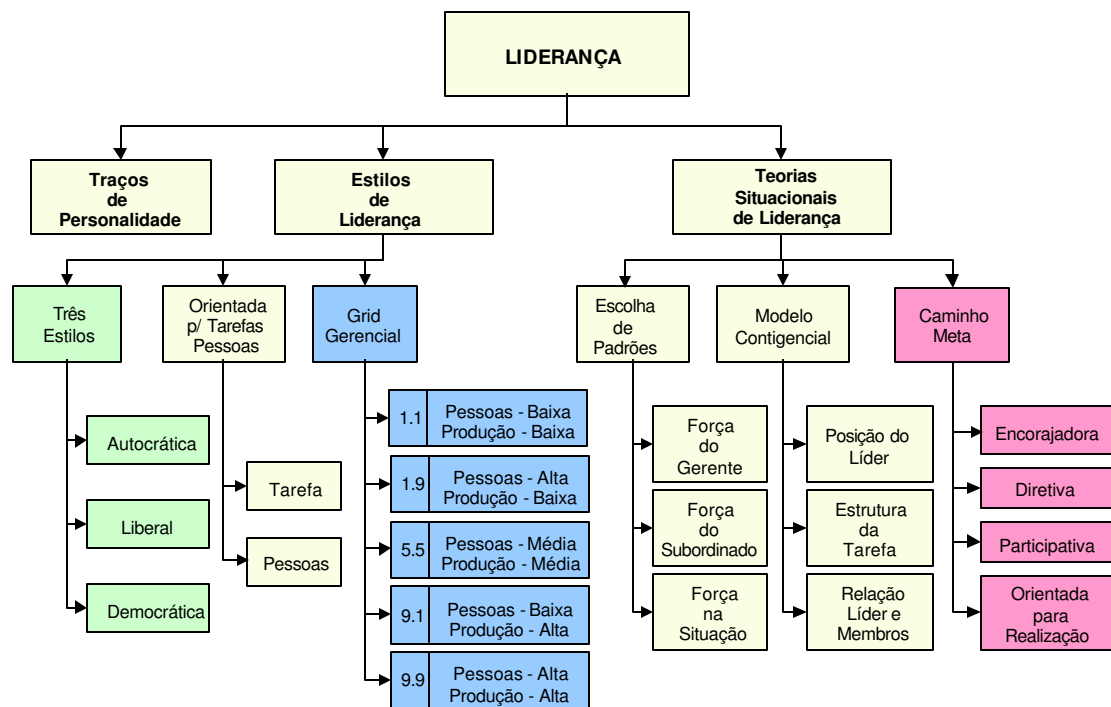 LIDERANÇA
Traços
de
Personalidade
Estilos
de
Liderança
Teorias
Situacionais
de Liderança
Três
Estilos
Orientada
p/ Tarefas
Pessoas
Grid
Gerencial
Escolha
de
Padrões
Modelo
Contigencial
Caminho
Meta
Autocrática
Liberal
Democrática
Tarefa
Pessoas
1.1 Pessoas - Baixa
Produção - Baixa
1.9 Pessoas - Alta
Produção - Baixa
5.5 Pessoas - Média
Produção - Média
9.1 Pessoas - Baixa
Produção - Alta
9.9 Pessoas - Alta
Produção - Alta
Força
do
Gerente
Força
do
Subordinado
Força
na
Situação
Posição do
Líder
Estrutura
da
Tarefa
Relação
Líder e
Membros
Encorajadora
Diretiva
Participativa
Orientada
para
Realização